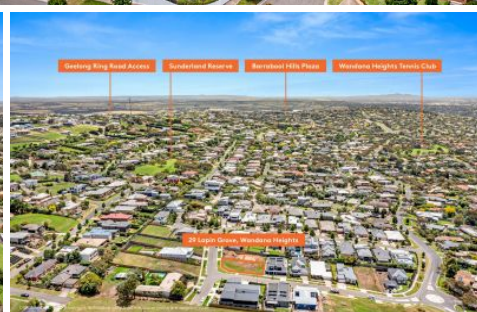 Geelong Ring Road Access
Sunderland Reserve
Barrabool Hills Plaza
Wandana Heights Tennis Club
29 Lapin Grove, Wandana Heights